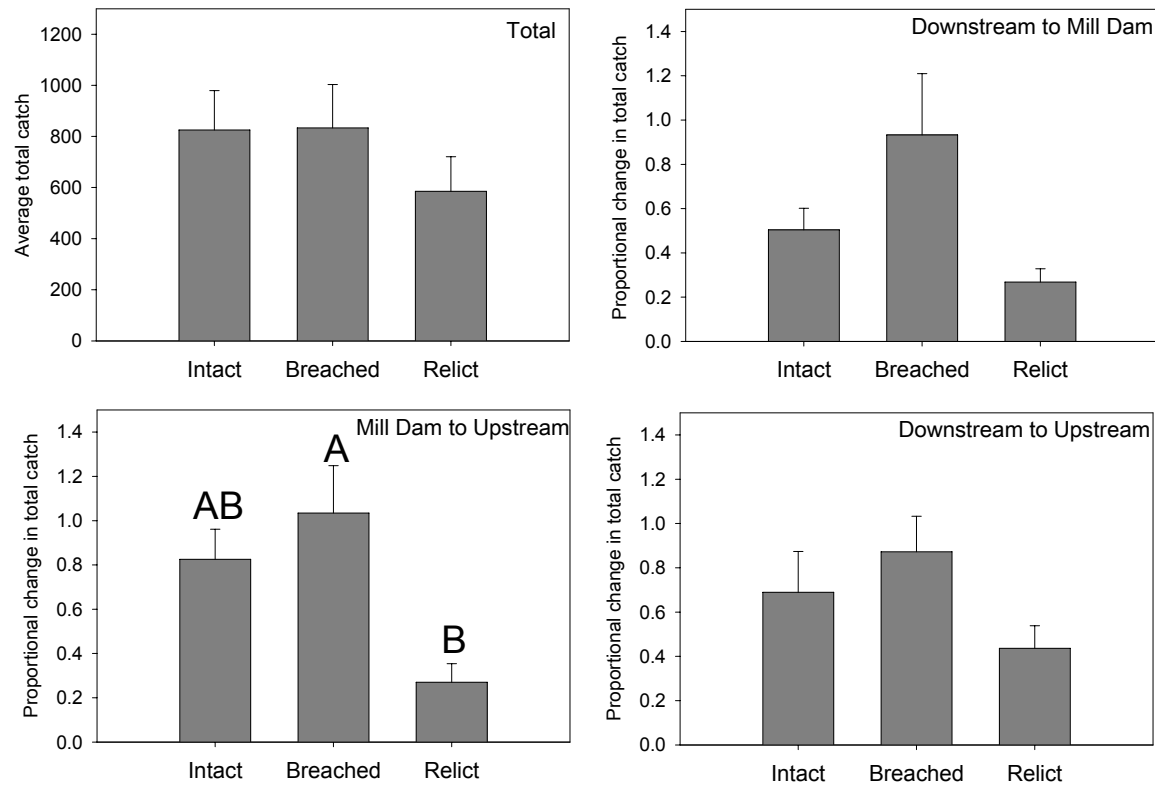 Total
Average total catch
1200
1000
800
600
400
200
0
Intact Breached Relict
Downstream to Mill Dam
Proportional change in total catch
1.4
1.2
1.0
0.8
0.6
0.4
0.2
0.0
Intact Breached Relict
Mill Dam to Upstream
Proportional change in total catch
1.4
1.2
1.0
0.8
0.6
0.4
0.2
0.0
AB
A
B
Intact Breached Relict
Downstream to Upstream
Proportional change in total catch
1.4
1.2
1.0
0.8
0.6
0.4
0.2
0.0
Intact Breached Relict